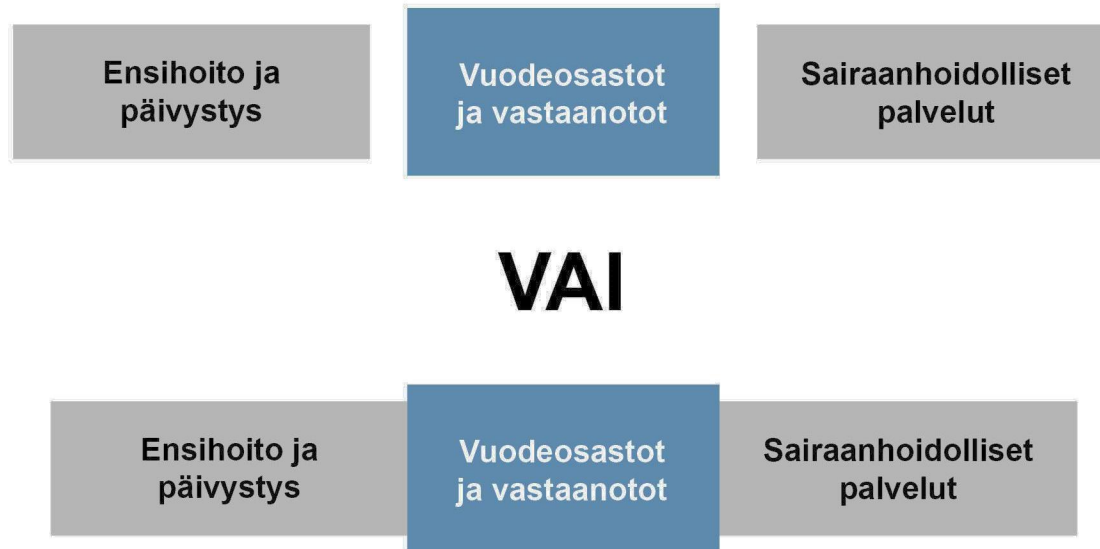 Ensihoito ja
päivystys
Vuodeosastot
ja vastaanotot
Sairaanhoidolliset
palvelut
VAI
Ensihoito ja
päivystys
Vuodeosastot
ja vastaanotot
Sairaanhoidolliset
palvelut